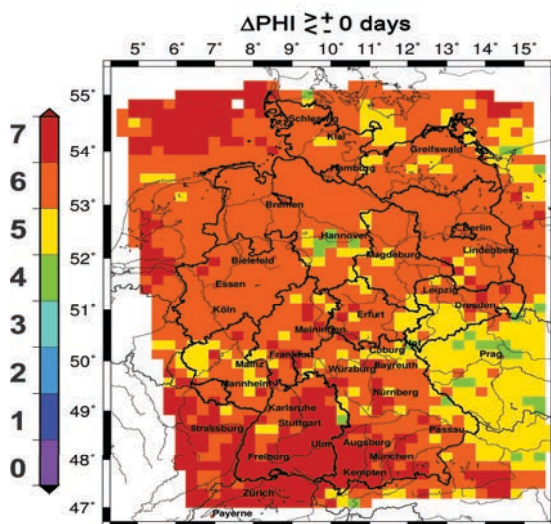 ΔPHI ≷± 0 days
5° 6° 7° 8° 9° 10° 11° 12° 13° 14° 15°
55°
54°
53°
52°
51°
50°
49°
48°
47°
7
6
5
4
3
2
1
0
Schleswig
Kiel
Greifswald
Hamburg
Bremen
Berlin
Hannover
Lindenberg
Magdeburg
Bielefeld
Essen
Leipzig
Dresden
Köln
Erfurt
Meiningen
Hof
Frankfurt
Coburg
Prag
Mainz
Würzburg
Bayreuth
Mannheim
Nürnberg
Karlsruhe
Strassburg
Stuttgart
Passau
Ulm
Augsburg
Freiburg
München
Kempten
Zürich
Payerne